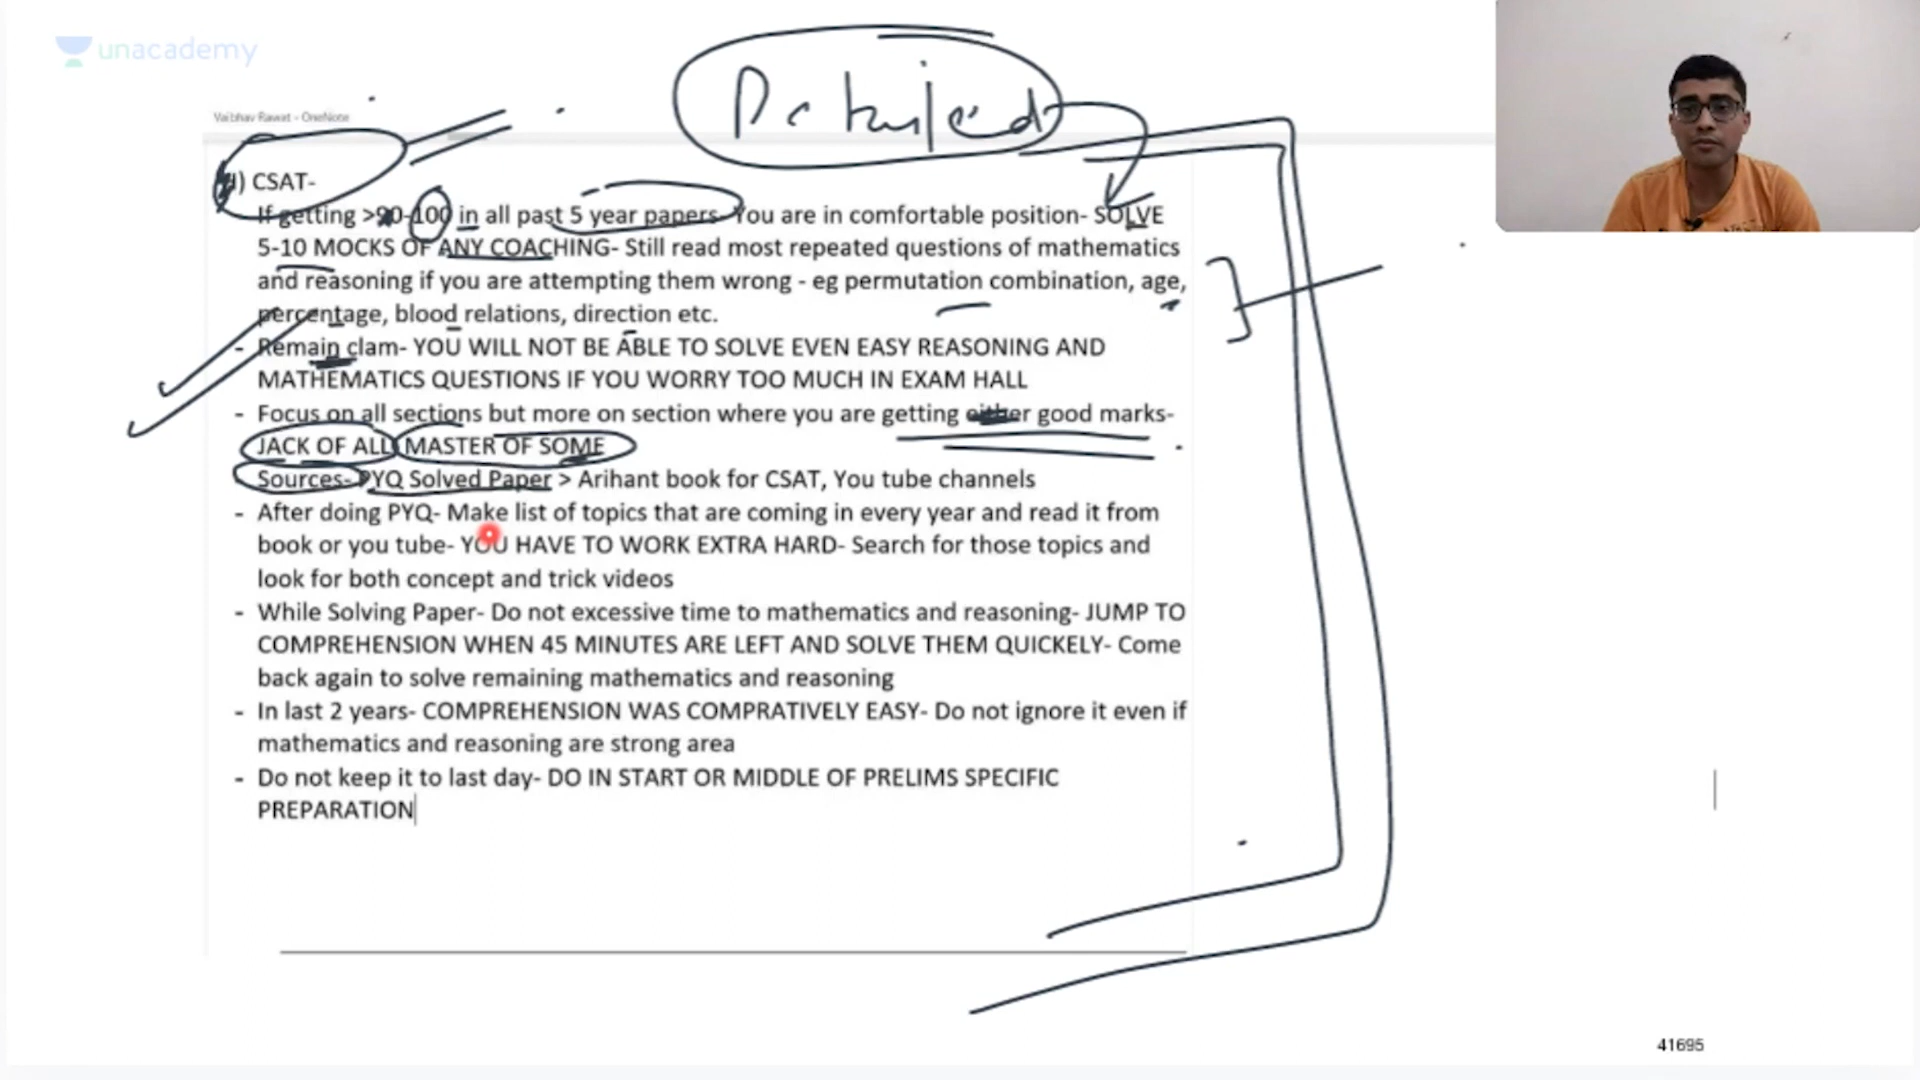 unacademy
Detailed
Vaibhav Rawat - OneNote
d) CSAT-
If getting >90-100 in all past 5 year papers- You are in comfortable position- SOLVE
5-10 MOCKS OF ANY COACHING- Still read most repeated questions of mathematics
and reasoning if you are attempting them wrong - eg permutation combination, age,
percentage, blood relations, direction etc.
- Remain clam- YOU WILL NOT BE ABLE TO SOLVE EVEN EASY REASONING AND
MATHEMATICS QUESTIONS IF YOU WORRY TOO MUCH IN EXAM HALL
- Focus on all sections but more on section where you are getting either good marks-
JACK OF ALL MASTER OF SOME
Sources- PYQ Solved Paper > Arihant book for CSAT, You tube channels
- After doing PYQ- Make list of topics that are coming in every year and read it from
book or you tube- YOU HAVE TO WORK EXTRA HARD- Search for those topics and
look for both concept and trick videos
- While Solving Paper- Do not excessive time to mathematics and reasoning- JUMP TO
COMPREHENSION WHEN 45 MINUTES ARE LEFT AND SOLVE THEM QUICKELY- Come
back again to solve remaining mathematics and reasoning
- In last 2 years- COMPREHENSION WAS COMPRATIVELY EASY- Do not ignore it even if
mathematics and reasoning are strong area
- Do not keep it to last day- DO IN START OR MIDDLE OF PRELIMS SPECIFIC
PREPARATION
41695